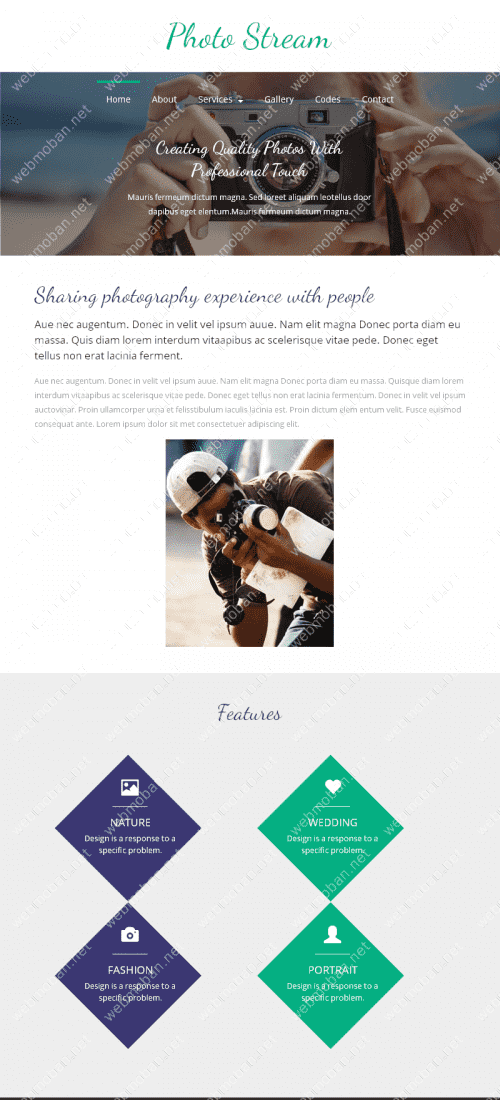 Photo Stream
Home About Services Gallery Codes Contact
Creating Quality Photos With
Professional Touch
Mauris fermeum dictum magna. Sed loreet aliquam leotellus door
dapibus eget elentum.Mauris fermeum dictum magna.
Sharing photography experience with people
Aue nec augentum. Donec in velit vel ipsum auue. Nam elit magna Donec porta diam eu
massa. Quis diam lorem interdum vitaapibus ac scelerisque vitae pede. Donec eget
tellus non erat lacinia ferment.
Aue nec augentum. Donec in velit vel ipsum auue. Nam elit magna Donec porta diam eu massa. Quisque diam lorem
interdum vitaapibus ac scelerisque vitae pede. Donec eget tellus non erat lacinia fermentum. Donec in velit vel ipsum
auctovinar. Proin ullamcorper urna et felisstibulum iaculis lacinia est. Proin dictum elem entum velit. Fusce euismod
consequat ante. Lorem ipsum dolor sit met consectetuer adipiscing elit.
Features
NATURE
Design is a response to a
specific problem.
WEDDING
Design is a response to a
specific problem.
FASHION
Design is a response to a
specific problem.
PORTRAIT
Design is a response to a
specific problem.
webmoban.net